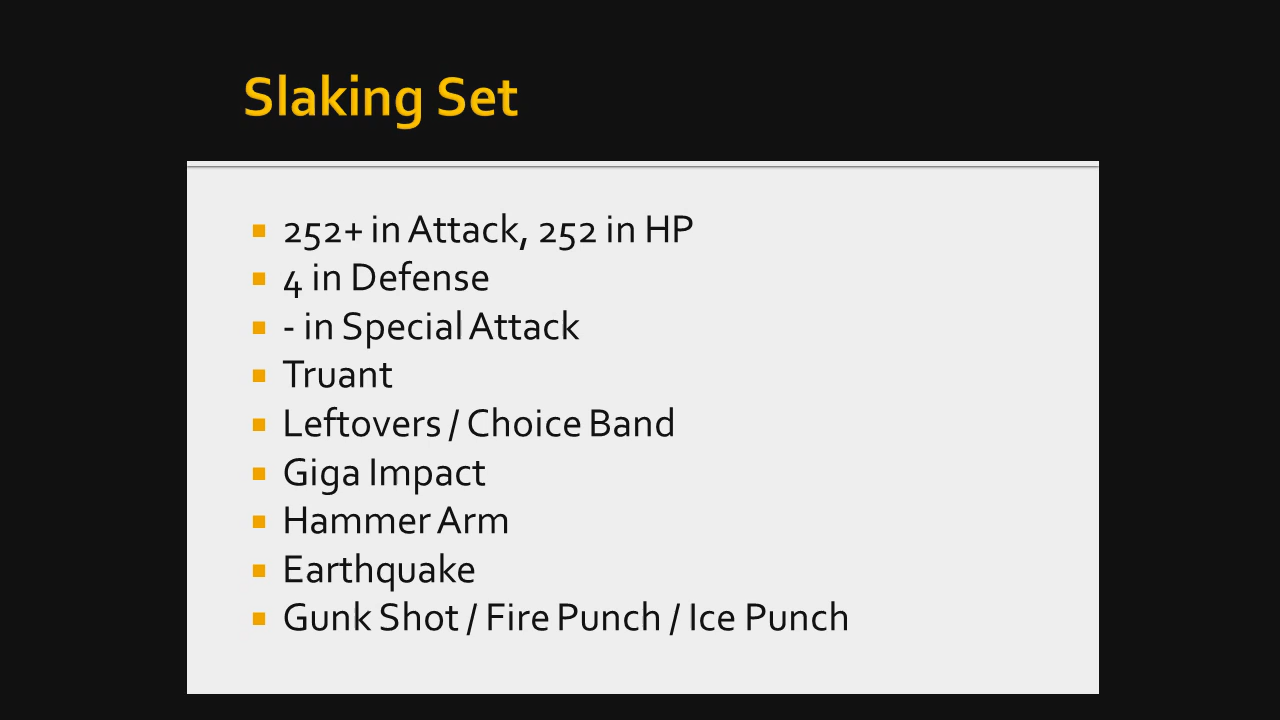 Slaking Set
252+ in Attack, 252 in HP
4 in Defense
- in Special Attack
Truant
Leftovers / Choice Band
Giga Impact
Hammer Arm
Earthquake
Gunk Shot / Fire Punch / Ice Punch